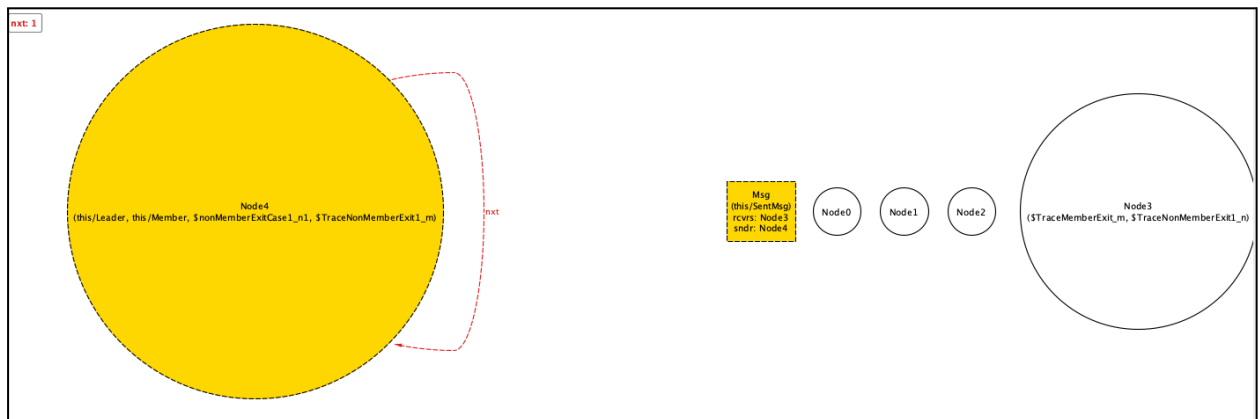 nxt: 1
Node4
(this/Leader, this/Member, $nonMemberExitCase1_n1, $TraceNonMemberExit1_m)
nxt
Msg
(this/SentMsg)
rcvrs: Node3
sndr: Node4
Node0
Node1
Node2
Node3
($TraceMemberExit_m, $TraceNonMemberExit1_n)